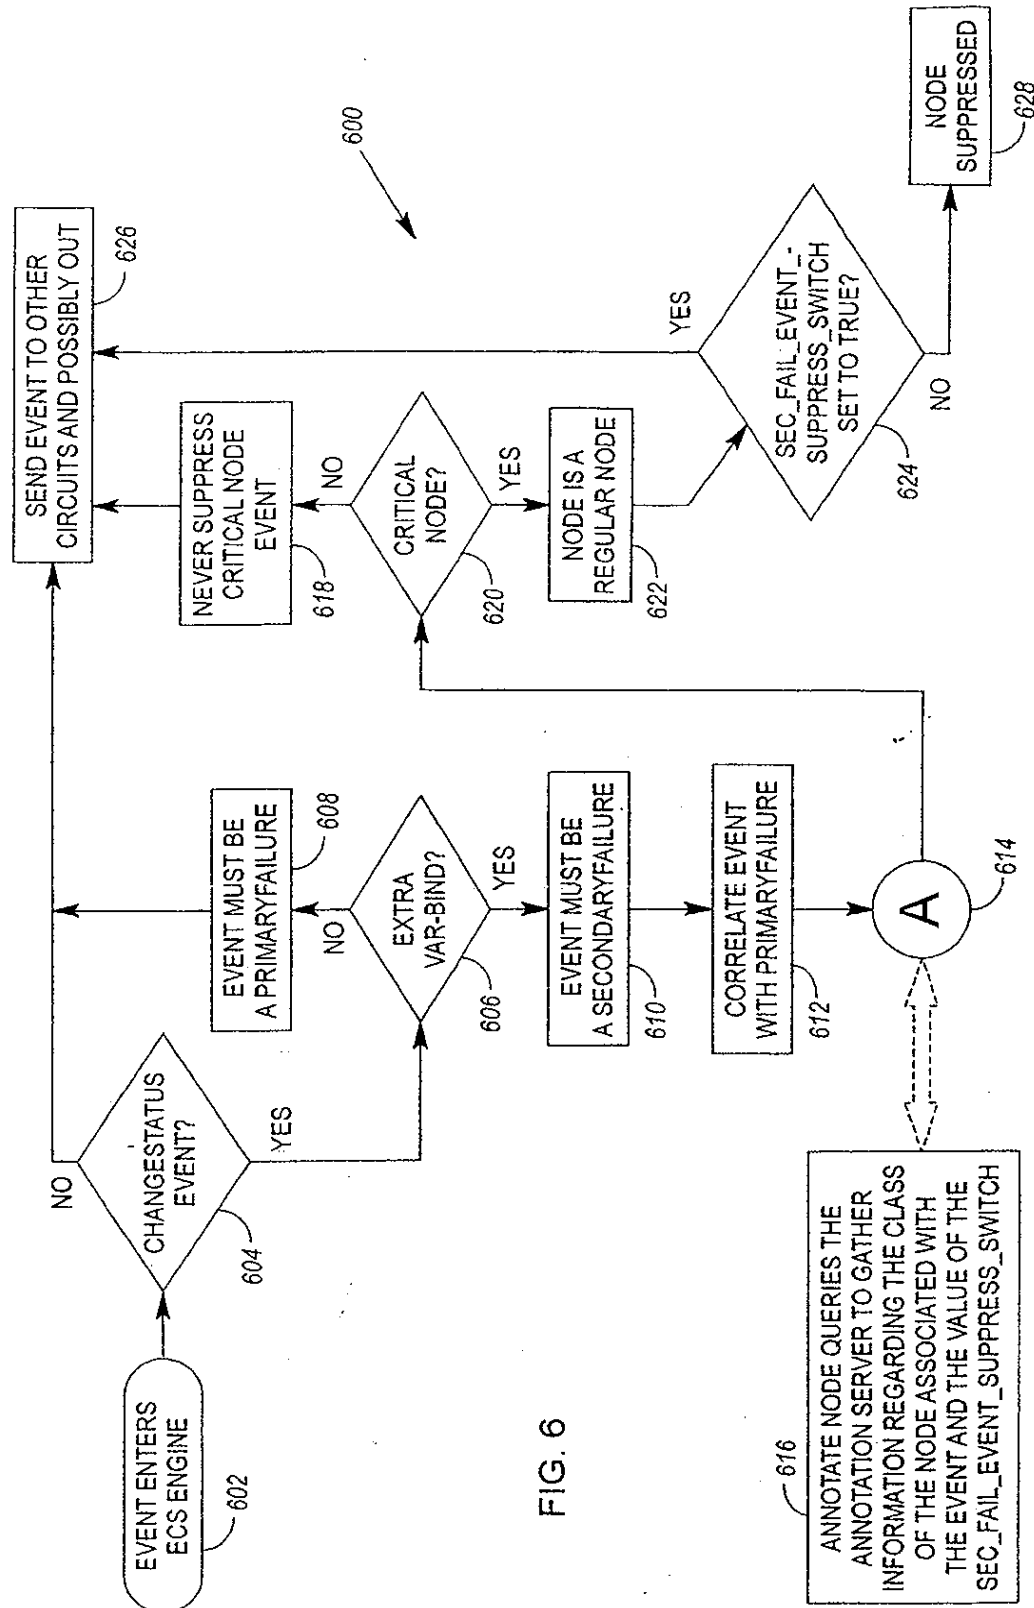 EVENT ENTERS
ECS ENGINE
602
CHANGESTATUS
EVENT?
604
NO
YES
EVENT MUST BE
A PRIMARYFAILURE
608
NO
EXTRA
VAR-BIND?
606
YES
EVENT MUST BE
A SECONDARYFAILURE
610
CORRELATE EVENT
WITH PRIMARYFAILURE
612
A
614
ANNOTATE NODE QUERIES THE
ANNOTATION SERVER TO GATHER
INFORMATION REGARDING THE CLASS
OF THE NODE ASSOCIATED WITH
THE EVENT AND THE VALUE OF THE
SEC_FAIL_EVENT_SUPPRESS_SWITCH
616
SEND EVENT TO OTHER
CIRCUITS AND POSSIBLY OUT
626
NEVER SUPPRESS
CRITICAL NODE
EVENT
618
NO
CRITICAL
NODE?
620
YES
NODE IS A
REGULAR NODE
622
YES
SEC_FAIL_EVENT_-
SUPPRESS_SWITCH
SET TO TRUE?
624
NO
NODE
SUPPRESSED
628
600
FIG. 6